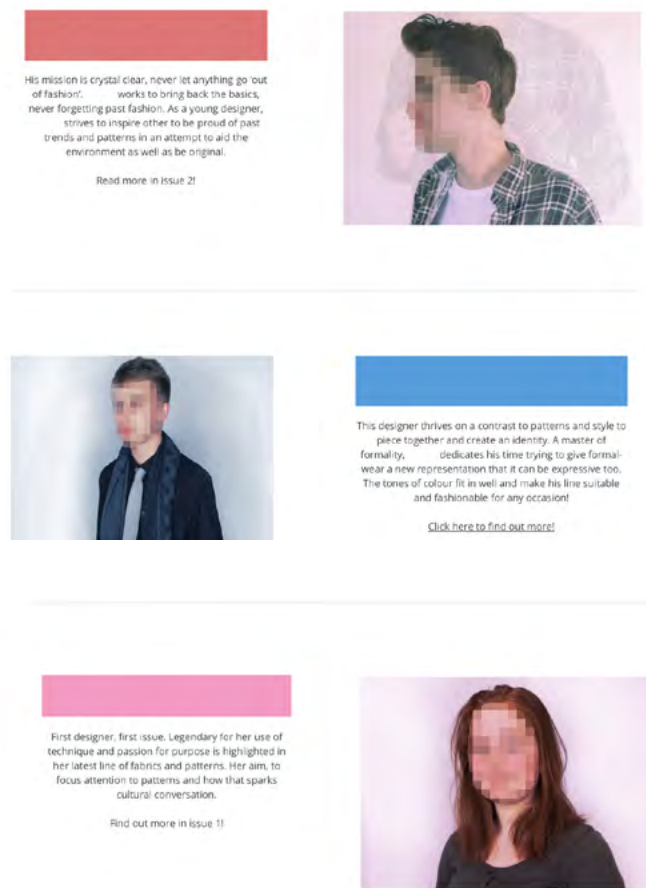 His mission is crystal clear, never let anything go 'out
of fashion'. works to bring back the basics,
never forgetting past fashion. As a young designer,
strives to inspire other to be proud of past
trends and patterns in an attempt to aid the
environment as well as be original.
Read more in issue 2!
This designer thrives on a contrast to patterns and style to
piece together and create an identity. A master of
formality, dedicates his time trying to give formal-
wear a new representation that it can be expressive too.
The tones of colour fit in well and make his line suitable
and fashionable for any occasion!
Click here to find out more!
First designer, first issue. Legendary for her use of
technique and passion for purpose is highlighted in
her latest line of fabrics and patterns. Her aim, to
focus attention to patterns and how that sparks
cultural conversation.
Find out more in issue 1!